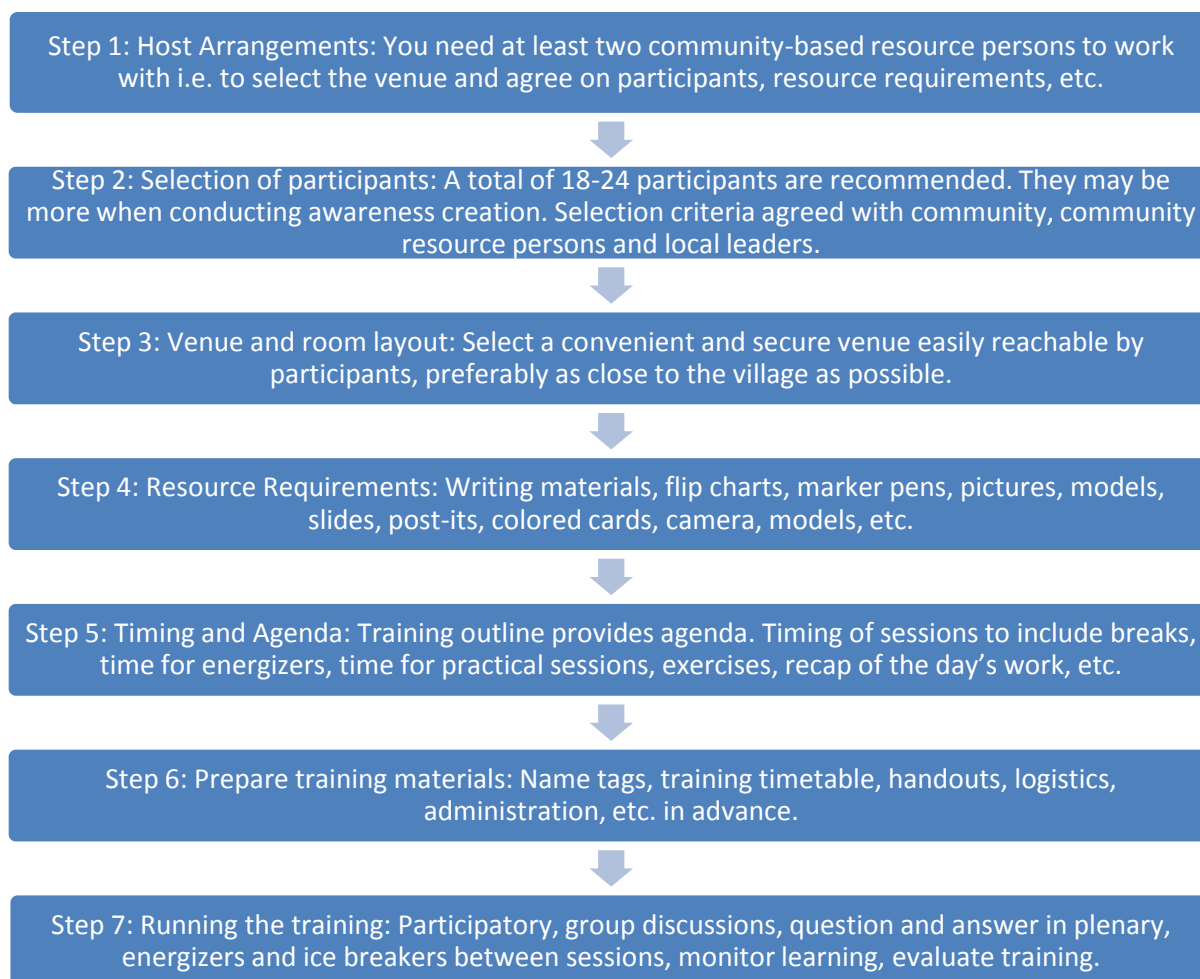 Step 1: Host Arrangements: You need at least two community-based resource persons to work
with i.e. to select the venue and agree on participants, resource requirements, etc.
Step 2: Selection of participants: A total of 18-24 participants are recommended. They may be
more when conducting awareness creation. Selection criteria agreed with community, community
resource persons and local leaders.
Step 3: Venue and room layout: Select a convenient and secure venue easily reachable by
participants, preferably as close to the village as possible.
Step 4: Resource Requirements: Writing materials, flip charts, marker pens, pictures, models,
slides, post-its, colored cards, camera, models, etc.
Step 5: Timing and Agenda: Training outline provides agenda. Timing of sessions to include breaks,
time for energizers, time for practical sessions, exercises, recap of the day’s work, etc.
Step 6: Prepare training materials: Name tags, training timetable, handouts, logistics,
administration, etc. in advance.
Step 7: Running the training: Participatory, group discussions, question and answer in plenary,
energizers and ice breakers between sessions, monitor learning, evaluate training.